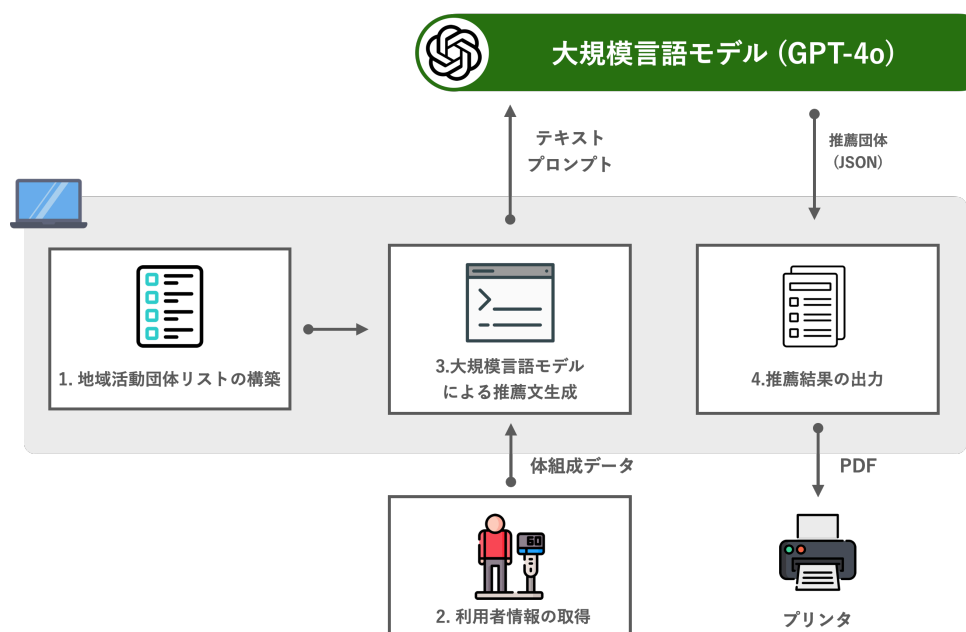 大規模言語モデル (GPT-4o)
テキスト
プロンプト
推薦団体
(JSON)
1. 地域活動団体リストの構築
3.大規模言語モデル
による推薦文生成
4.推薦結果の出力
体組成データ
PDF
60
2. 利用者情報の取得
プリンタ